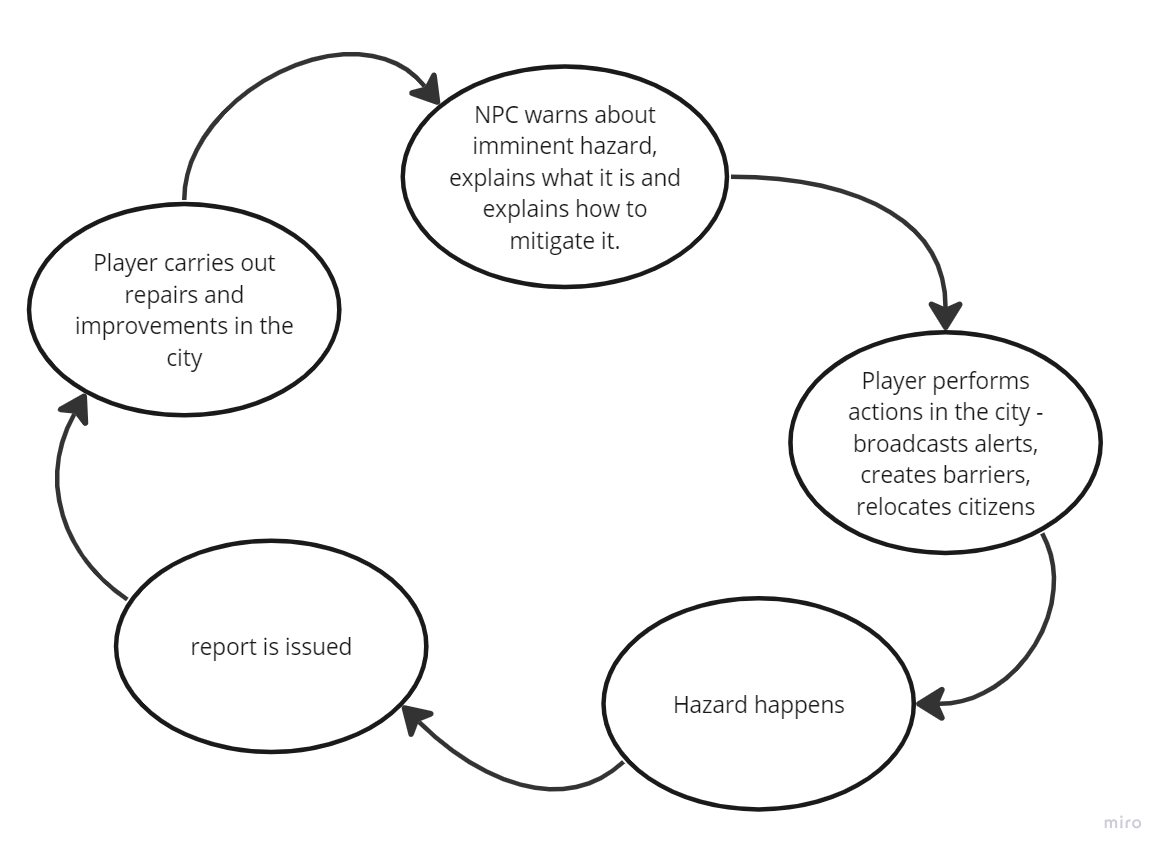 NPC warns about
imminent hazard,
explains what it is and
explains how to
mitigate it.
Player performs
actions in the city -
broadcasts alerts,
creates barriers,
relocates citizens
Hazard happens
report is issued
Player carries out
repairs and
improvements in the
city
miro